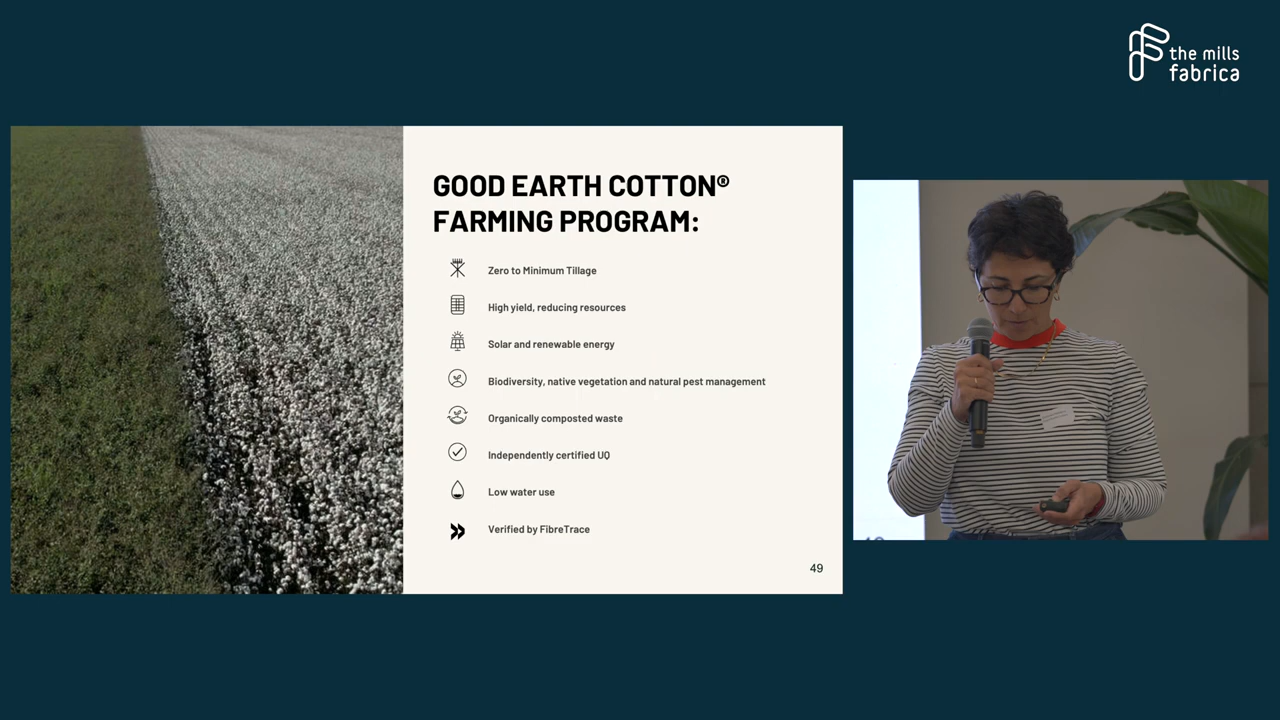 the mills
fabrica
GOOD EARTH COTTON®
FARMING PROGRAM:
Zero to Minimum Tillage
High yield, reducing resources
Solar and renewable energy
Biodiversity, native vegetation and natural pest management
Organically composted waste
Independently certified UQ
Low water use
Verified by FibreTrace
49